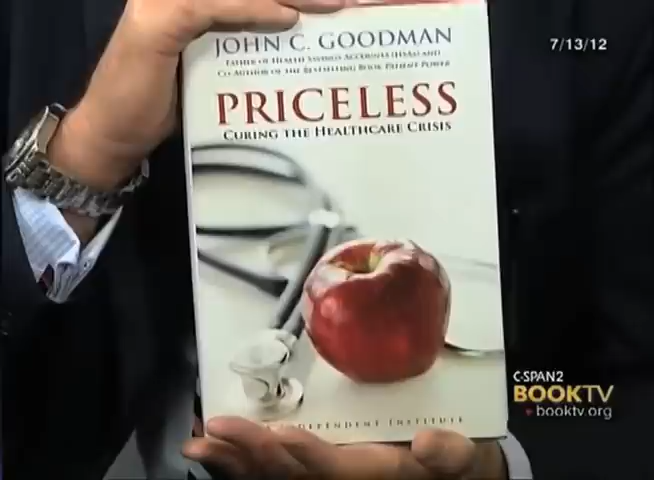 JOHN C. GOODMAN
FATHER OF HEALTH SAVINGS ACCOUNTS (HSAs) AND
CO-AUTHOR OF THE BESTSELLING BOOK PATIENT POWER
PRICELESS
CURING THE HEALTHCARE CRISIS
INDEPENDENT INSTITUTE
7/13/12
C-SPAN2
BOOKTV
booktv.org